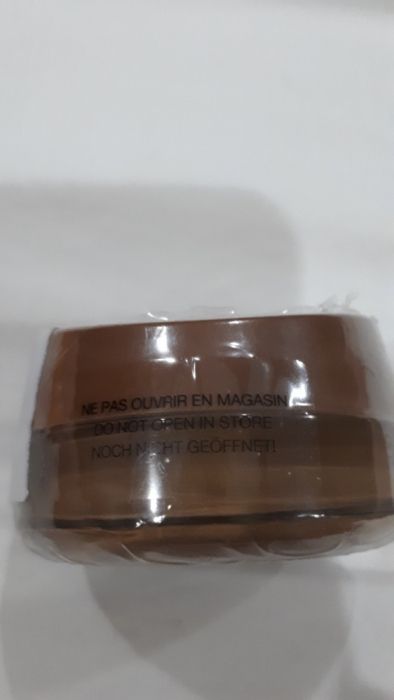 NE PAS OUVRIR EN MAGASIN
DO NOT OPEN IN STORE
NOCH NICHT GEÖFFNET!